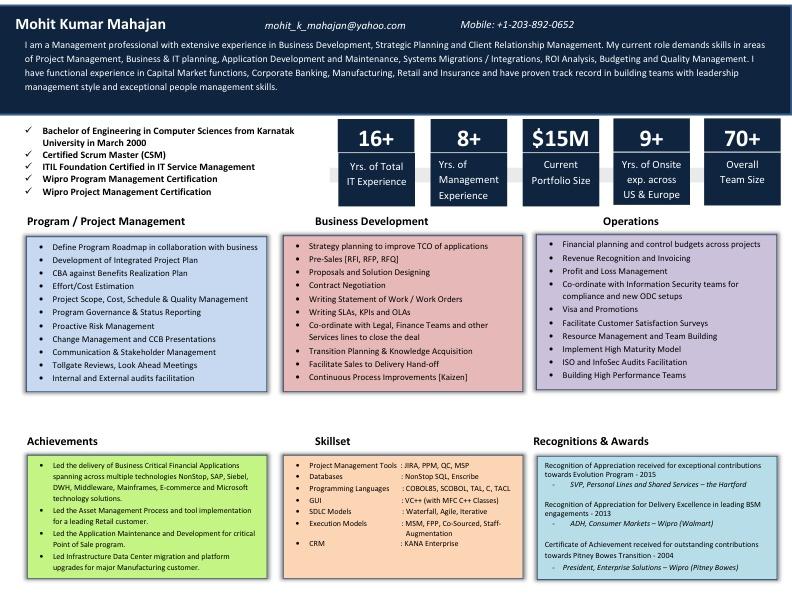 Mohit Kumar Mahajan mohit_k_mahajan@yahoo.com Mobile: +1-203-892-0652
I am a Management professional with extensive experience in Business Development, Strategic Planning and Client Relationship Management. My current role demands skills in areas
of Project Management, Business & IT planning, Application Development and Maintenance, Systems Migrations / Integrations, ROI Analysis, Budgeting and Quality Management. I
have functional experience in Capital Market functions, Corporate Banking, Manufacturing, Retail and Insurance and have proven track record in building teams with leadership
management style and exceptional people management skills.
✓ Bachelor of Engineering in Computer Sciences from Karnatak
University in March 2000
✓ Certified Scrum Master (CSM)
✓ ITIL Foundation Certified in IT Service Management
✓ Wipro Program Management Certification
✓ Wipro Project Management Certification
16+
Yrs. of Total
IT Experience
8+
Yrs. of
Management
Experience
$15M
Current
Portfolio Size
9+
Yrs. of Onsite
exp. across
US & Europe
70+
Overall
Team Size
Program / Project Management
• Define Program Roadmap in collaboration with business
• Development of Integrated Project Plan
• CBA against Benefits Realization Plan
• Effort/Cost Estimation
• Project Scope, Cost, Schedule & Quality Management
• Program Governance & Status Reporting
• Proactive Risk Management
• Change Management and CCB Presentations
• Communication & Stakeholder Management
• Tollgate Reviews, Look Ahead Meetings
• Internal and External audits facilitation
Business Development
• Strategy planning to improve TCO of applications
• Pre-Sales [RFI, RFP, RFQ]
• Proposals and Solution Designing
• Contract Negotiation
• Writing Statement of Work / Work Orders
• Writing SLAs, KPIs and OLAs
• Co-ordinate with Legal, Finance Teams and other
Services lines to close the deal
• Transition Planning & Knowledge Acquisition
• Facilitate Sales to Delivery Hand-off
• Continuous Process Improvements [Kaizen]
Operations
• Financial planning and control budgets across projects
• Revenue Recognition and Invoicing
• Profit and Loss Management
• Co-ordinate with Information Security teams for
compliance and new ODC setups
• Visa and Promotions
• Facilitate Customer Satisfaction Surveys
• Resource Management and Team Building
• Implement High Maturity Model
• ISO and InfoSec Audits Facilitation
• Building High Performance Teams
Achievements
• Led the delivery of Business Critical Financial Applications
spanning across multiple technologies NonStop, SAP, Siebel,
DWH, Middleware, Mainframes, E-commerce and Microsoft
technology solutions.
• Led the Asset Management Process and tool implementation
for a leading Retail customer.
• Led the Application Maintenance and Development for critical
Point of Sale program.
• Led Infrastructure Data Center migration and platform
upgrades for major Manufacturing customer.
Skillset
• Project Management Tools : JIRA, PPM, QC, MSP
• Databases : NonStop SQL, Enscribe
• Programming Languages : COBOL85, SCOBOL, TAL, C, TACL
• GUI : VC++ (with MFC C++ Classes)
• SDLC Models : Waterfall, Agile, Iterative
• Execution Models : MSM, FPP, Co-Sourced, Staff-
Augmentation
• CRM : KANA Enterprise
Recognitions & Awards
Recognition of Appreciation received for exceptional contributions
towards Evolution Program - 2015
- SVP, Personal Lines and Shared Services – the Hartford
Recognition of Appreciation for Delivery Excellence in leading BSM
engagements - 2013
- ADH, Consumer Markets – Wipro (Walmart)
Certificate of Achievement received for outstanding contributions
towards Pitney Bowes Transition - 2004
- President, Enterprise Solutions – Wipro (Pitney Bowes)